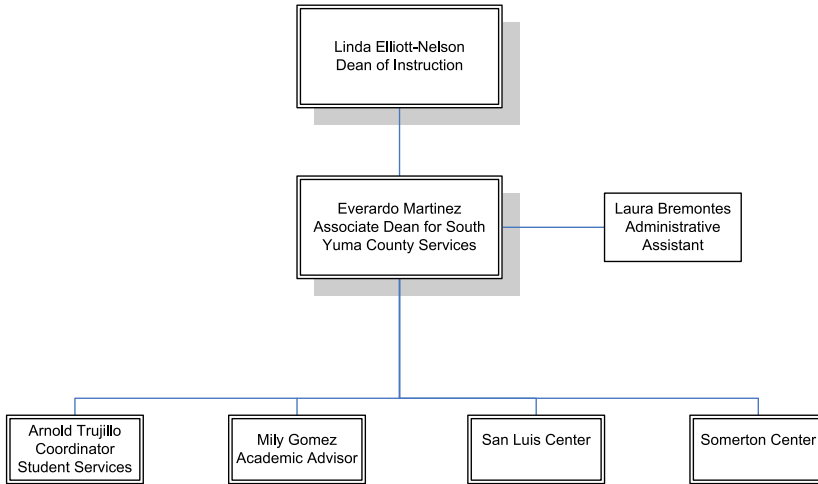 Linda Elliott-Nelson
Dean of Instruction
Everardo Martinez
Associate Dean for South
Yuma County Services
Laura Bremontes
Administrative
Assistant
Arnold Trujillo
Coordinator
Student Services
Mily Gomez
Academic Advisor
San Luis Center
Somerton Center